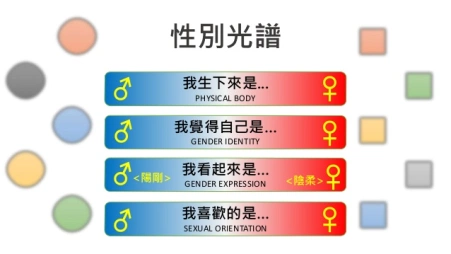 性別光譜
我生下來是...
PHYSICAL BODY
我覺得自己是...
GENDER IDENTITY
我看起來是...
<陽剛> GENDER EXPRESSION <陰柔>
我喜歡的是...
SEXUAL ORIENTATION